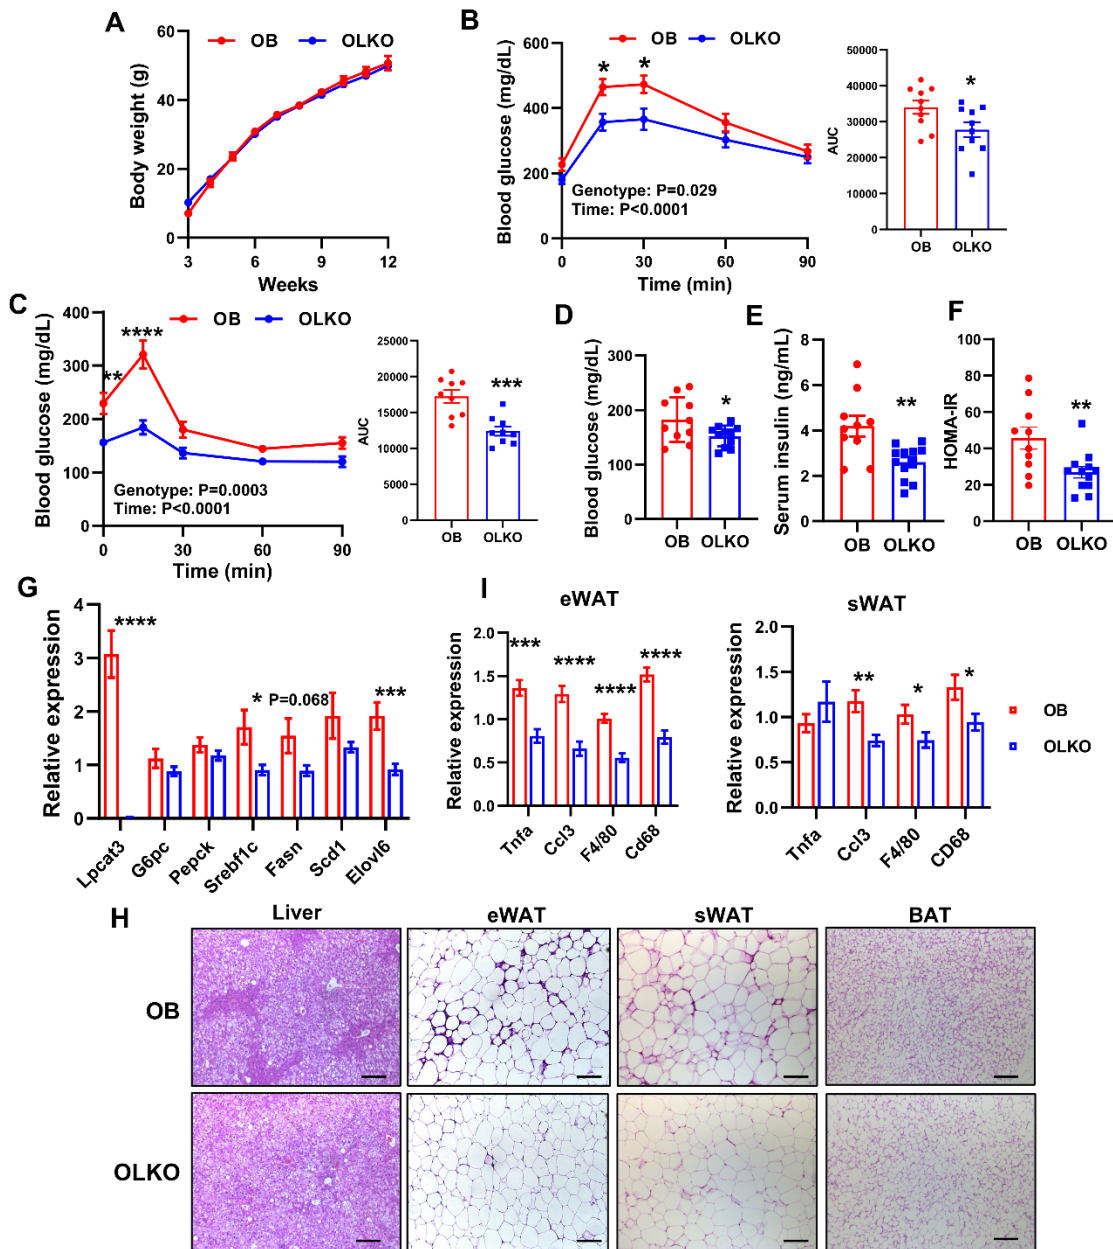 A
OB
OLKO
Body weight (g)
60
40
20
0
3
6
9
12
Weeks
B
OB
OLKO
Blood glucose (mg/dL)
600
400
200
0
*
*
Genotype: P=0.029
Time: P<0.0001
0
30
60
90
Time (min)
AUC
50000
40000
30000
20000
10000
0
*
OB
OLKO
C
OB
OLKO
Blood glucose (mg/dL)
400
300
200
100
0
**
****
Genotype: P=0.0003
Time: P<0.0001
0
30
60
90
Time (min)
AUC
25000
20000
15000
10000
5000
0
***
OB
OLKO
D
Blood glucose (mg/dL)
300
200
100
0
*
OB
OLKO
E
Serum insulin (ng/mL)
8
6
4
2
0
**
OB
OLKO
F
HOMA-IR
100
80
60
40
20
0
**
OB
OLKO
G
Relative expression
4
3
2
1
0
****
*
P=0.068
***
Lpcat3
G6pc
Pepck
Srebf1c
Fasn
Scd1
Elovl6
I
eWAT
Relative expression
2.0
1.5
1.0
0.5
0.0
***
****
****
****
Tnfa
Ccl3
F4/80
Cd68
sWAT
Relative expression
2.0
1.5
1.0
0.5
0.0
**
*
*
Tnfa
Ccl3
F4/80
CD68
OB
OLKO
H
Liver
eWAT
sWAT
BAT
OB
OLKO